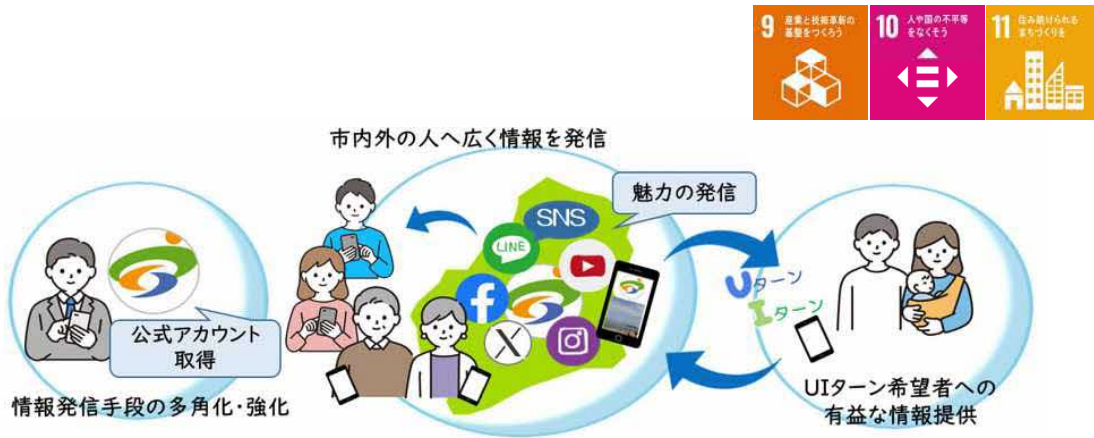 9 産業と技術革新の
基盤をつくろう
10 人や国の不平等
をなくそう
11 住み続けられる
まちづくりを
市内外の人へ広く情報を発信
魅力の発信
SNS
LINE
公式アカウント
取得
Uターン
Iターン
情報発信手段の多角化・強化
UIターン希望者への
有益な情報提供